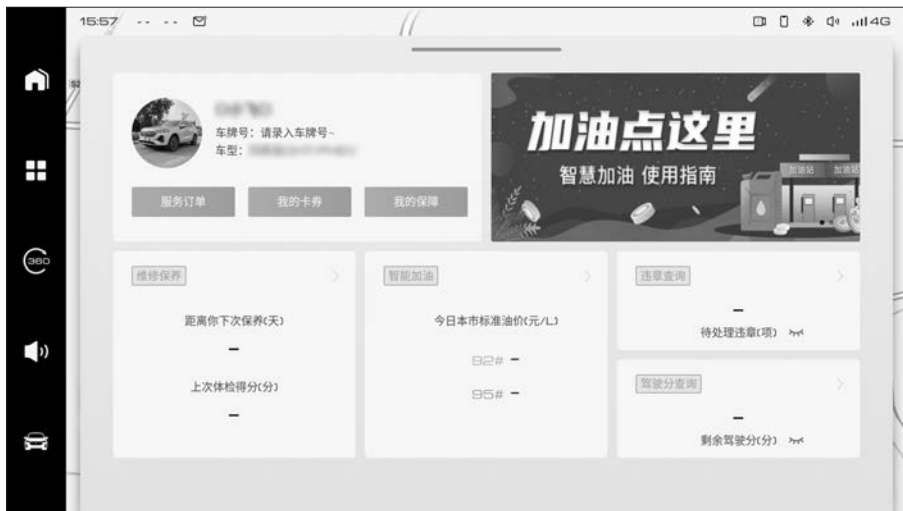 15:57 -- --
4G
S2
车牌号：请录入车牌号--
车型：
服务订单
我的卡券
我的保障
加油点这里
智慧加油 使用指南
加油站
加油站
360
维修保养
距离你下次保养(天)
--
上次体检得分(分)
--
智能加油
今日本市标准油价(元/L)
92# --
95# --
违章查询
--
待处理违章(项)
驾驶分查询
--
剩余驾驶分(分)